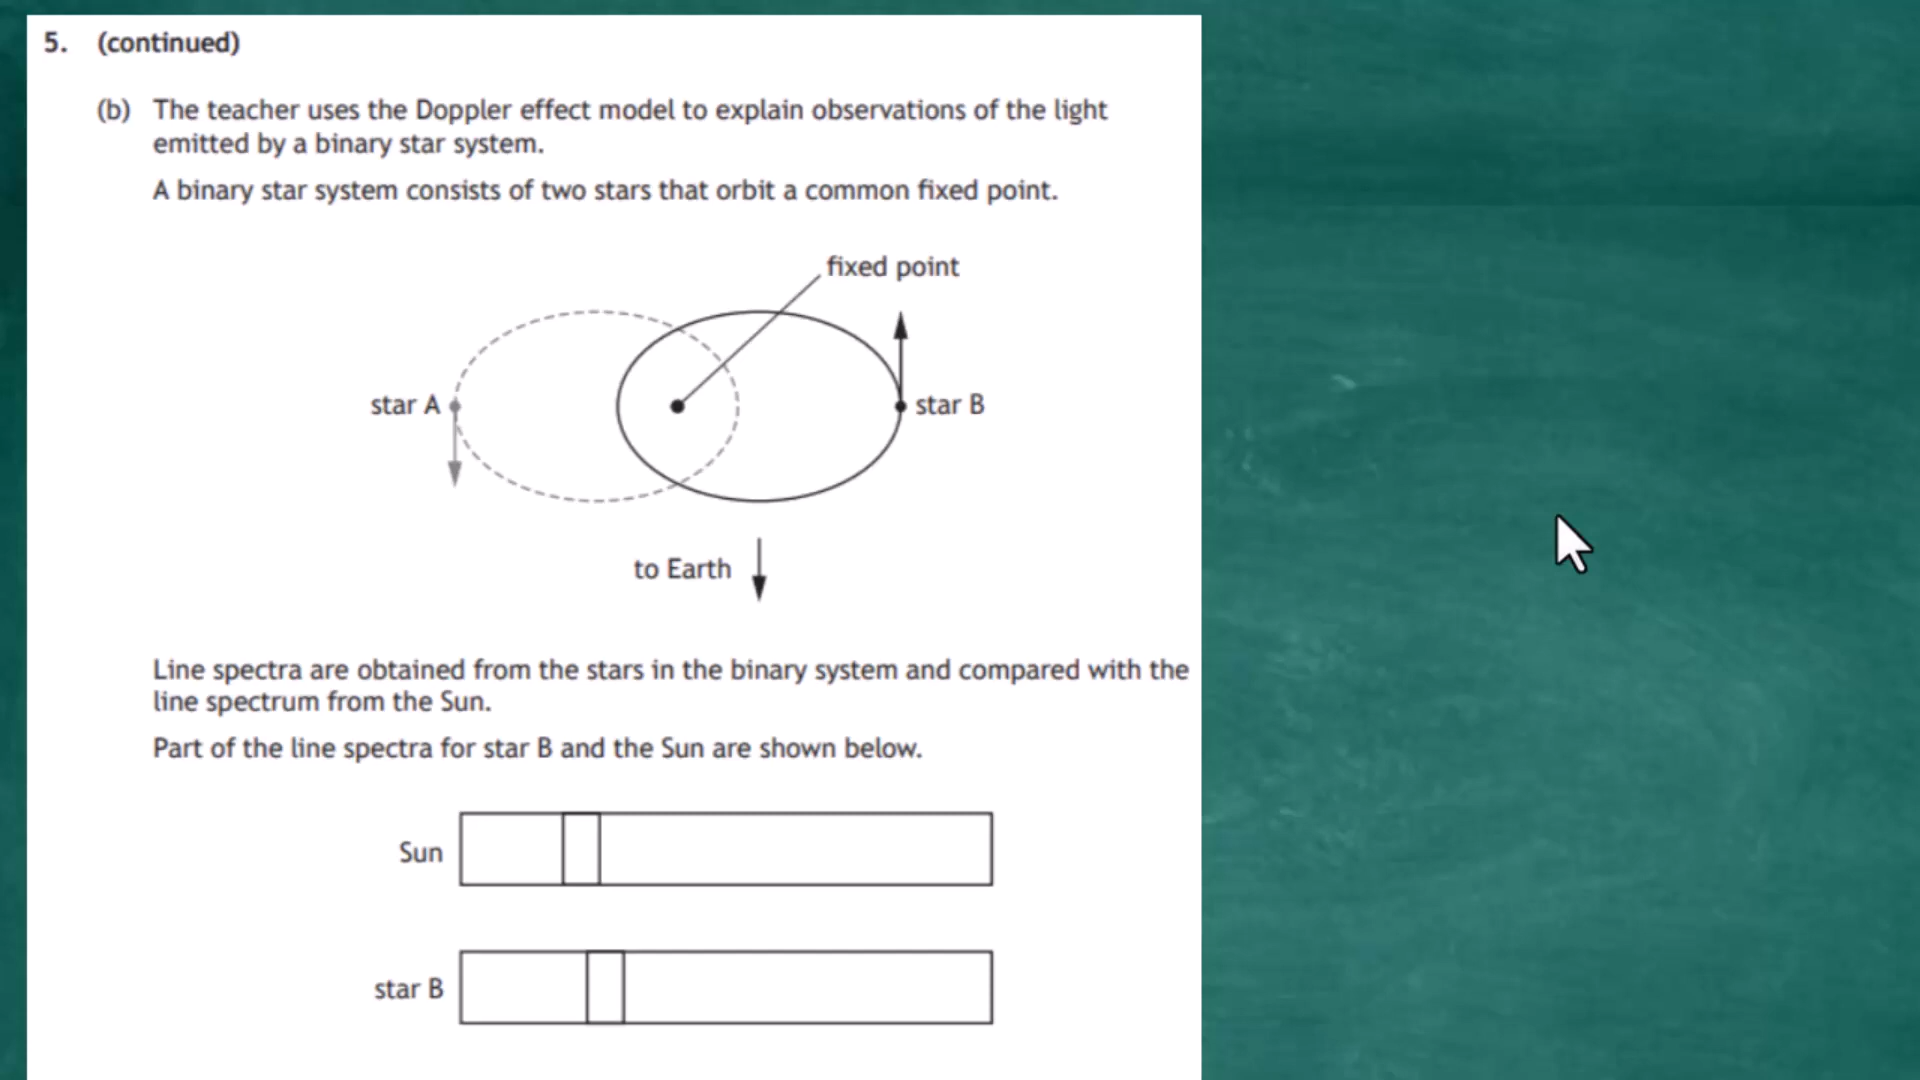 5. (continued)
(b) The teacher uses the Doppler effect model to explain observations of the light
emitted by a binary star system.
A binary star system consists of two stars that orbit a common fixed point.
fixed point
star A
star B
to Earth
Line spectra are obtained from the stars in the binary system and compared with the
line spectrum from the Sun.
Part of the line spectra for star B and the Sun are shown below.
Sun
star B